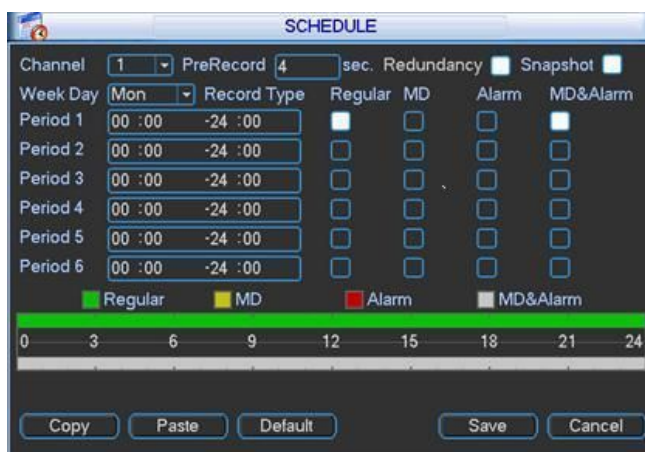 SCHEDULE
Channel 1 PreRecord 4 sec. Redundancy Snapshot
Week Day Mon Record Type Regular MD Alarm MD&Alarm
Period 1 00 :00 -24 :00
Period 2 00 :00 -24 :00
Period 3 00 :00 -24 :00
Period 4 00 :00 -24 :00
Period 5 00 :00 -24 :00
Period 6 00 :00 -24 :00
Regular MD Alarm MD&Alarm
0 3 6 9 12 15 18 21 24
Copy Paste Default Save Cancel